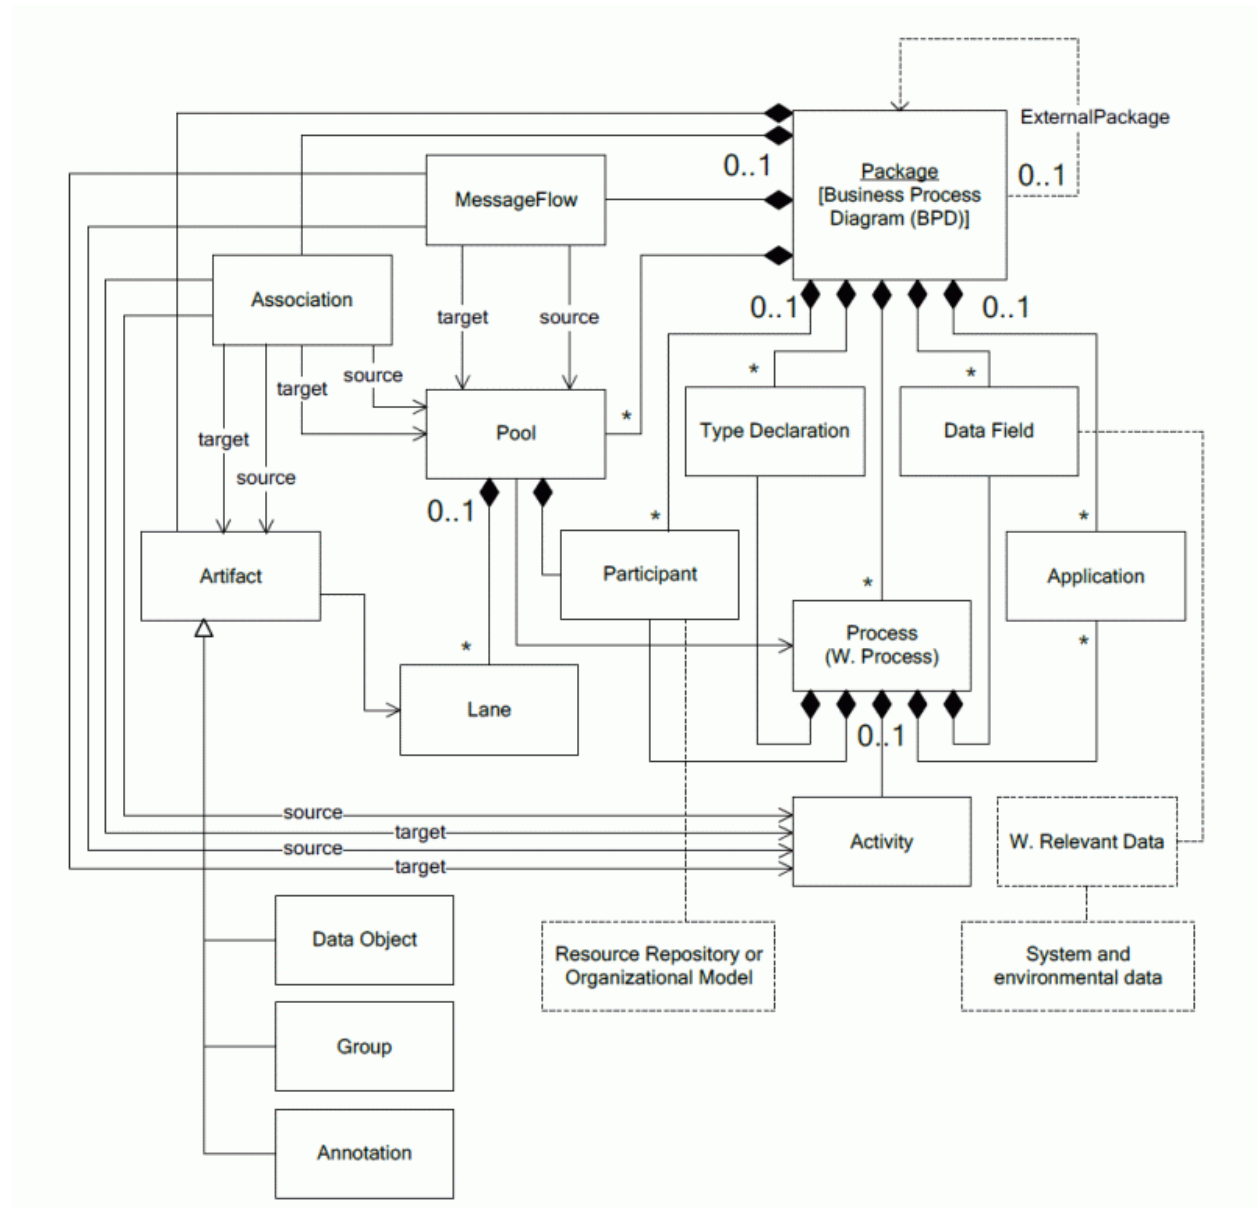 ExternalPackage
0..1
0..1
Package
[Business Process
Diagram (BPD)]
MessageFlow
Association
0..1
0..1
target
source
target
source
*
*
*
Pool
Type Declaration
Data Field
target
source
0..1
*
*
Artifact
Participant
Application
*
*
*
Process
(W. Process)
Lane
0..1
source
target
source
target
Activity
W. Relevant Data
Data Object
Resource Repository or
Organizational Model
System and
environmental data
Group
Annotation